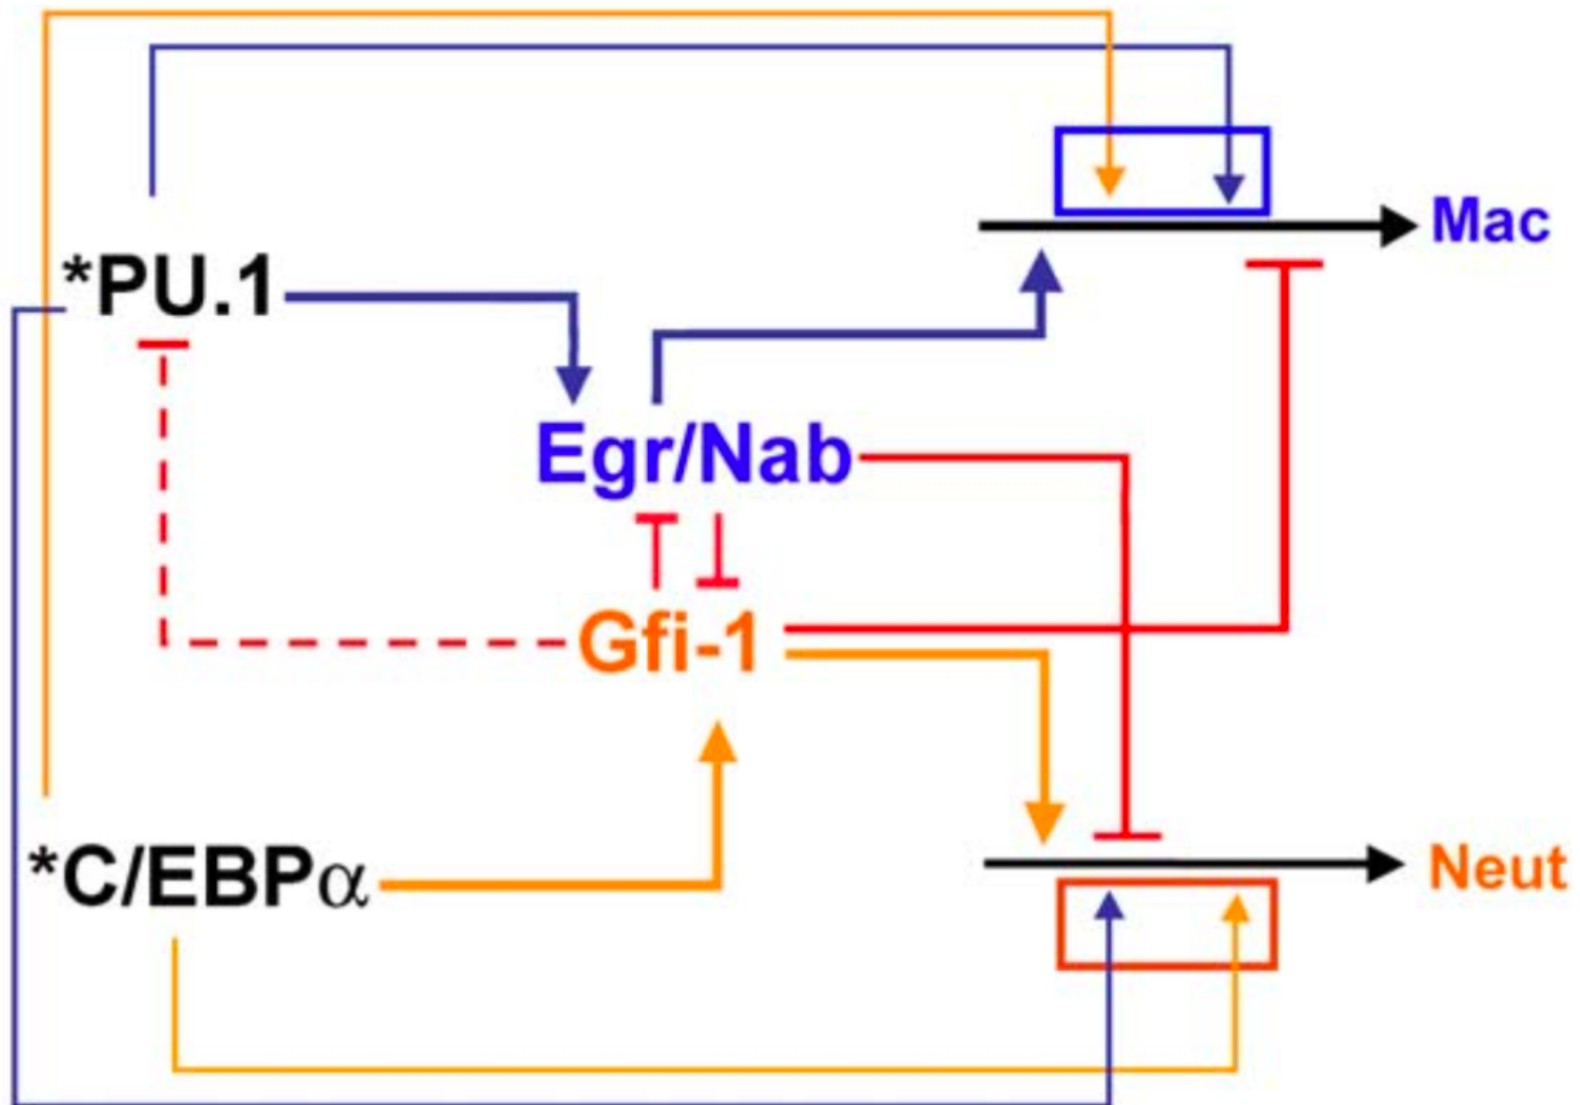 Mac
*PU.1
Egr/Nab
Gfi-1
*C/EBPα
Neut